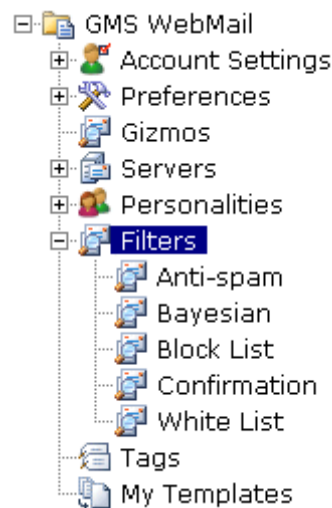 GMS WebMail
Account Settings
Preferences
Gizmos
Servers
Personalities
Filters
Anti-spam
Bayesian
Block List
Confirmation
White List
Tags
My Templates